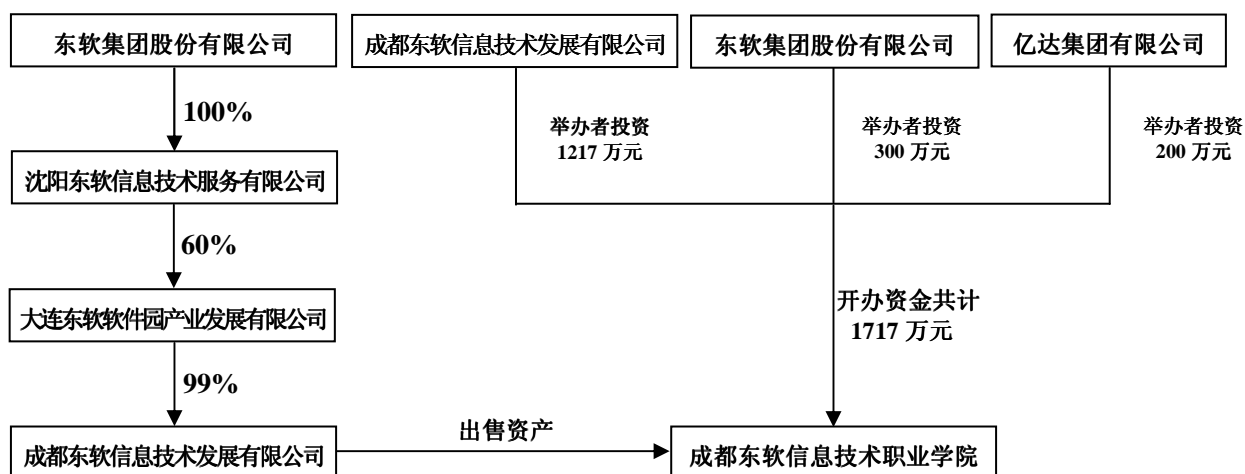 东软集团股份有限公司
成都东软信息技术发展有限公司
东软集团股份有限公司
亿达集团有限公司
100%
举办者投资
1217 万元
举办者投资
300 万元
举办者投资
200 万元
沈阳东软信息技术服务有限公司
60%
大连东软软件园产业发展有限公司
开办资金共计
1717 万元
99%
成都东软信息技术发展有限公司
出售资产
成都东软信息技术职业学院